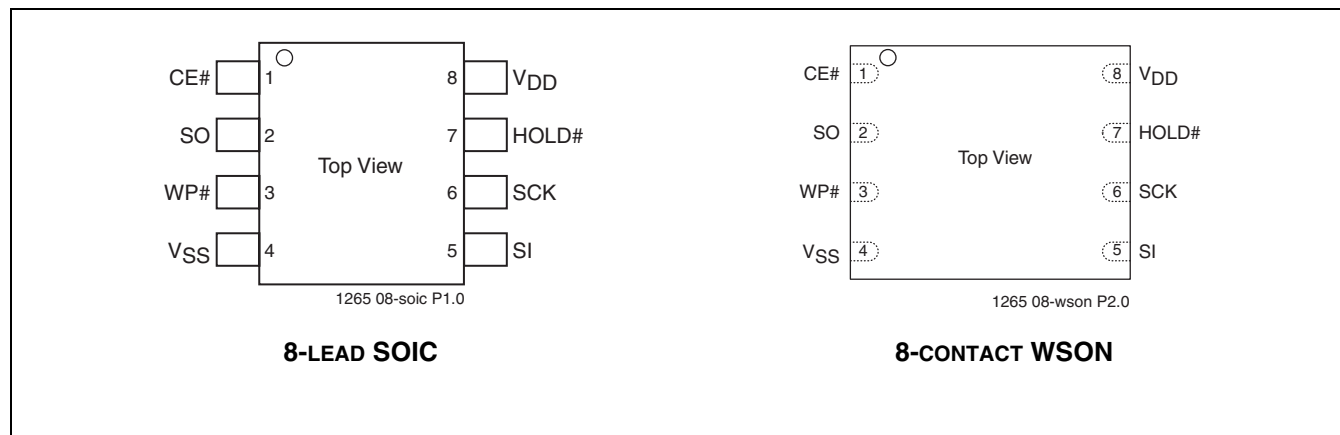 CE# 1 8 VDD
SO 2 7 HOLD#
Top View
WP# 3 6 SCK
VSS 4 5 SI
1265 08-soic P1.0
8-LEAD SOIC
CE# 1 8 VDD
SO 2 7 HOLD#
Top View
WP# 3 6 SCK
VSS 4 5 SI
1265 08-wson P2.0
8-CONTACT WSON